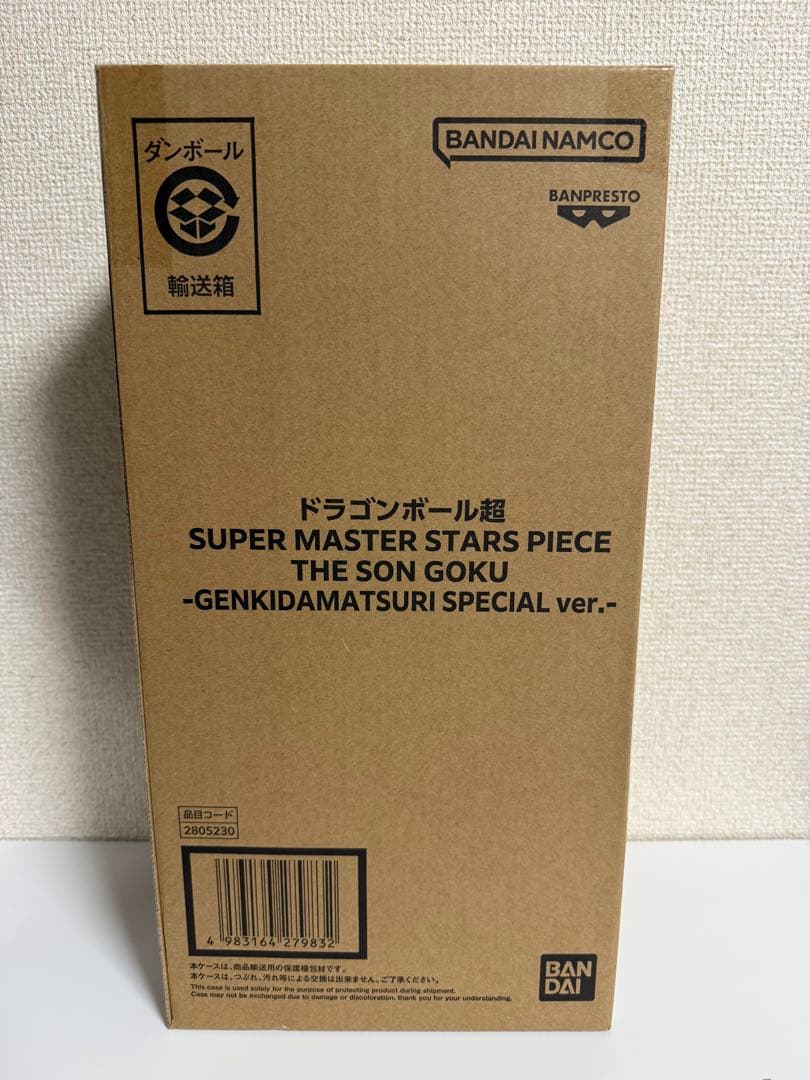 ダンボール
輸送箱
BANDAI NAMCO
BANPRESTO
ドラゴンボール超
SUPER MASTER STARS PIECE
THE SON GOKU
-GENKIDAMATSURI SPECIAL ver.-
品目コード
2805230
4 983164 279832
本ケースは、商品輸送用の保護梱包材です。
本ケースは、つぶれ、汚れ等による交換は出来ません。ご了承ください。
This case is used solely for the purpose of protecting product during shipment.
Case may not be exchanged due to damage or discoloration. thank you for your understanding.
BAN
DAI